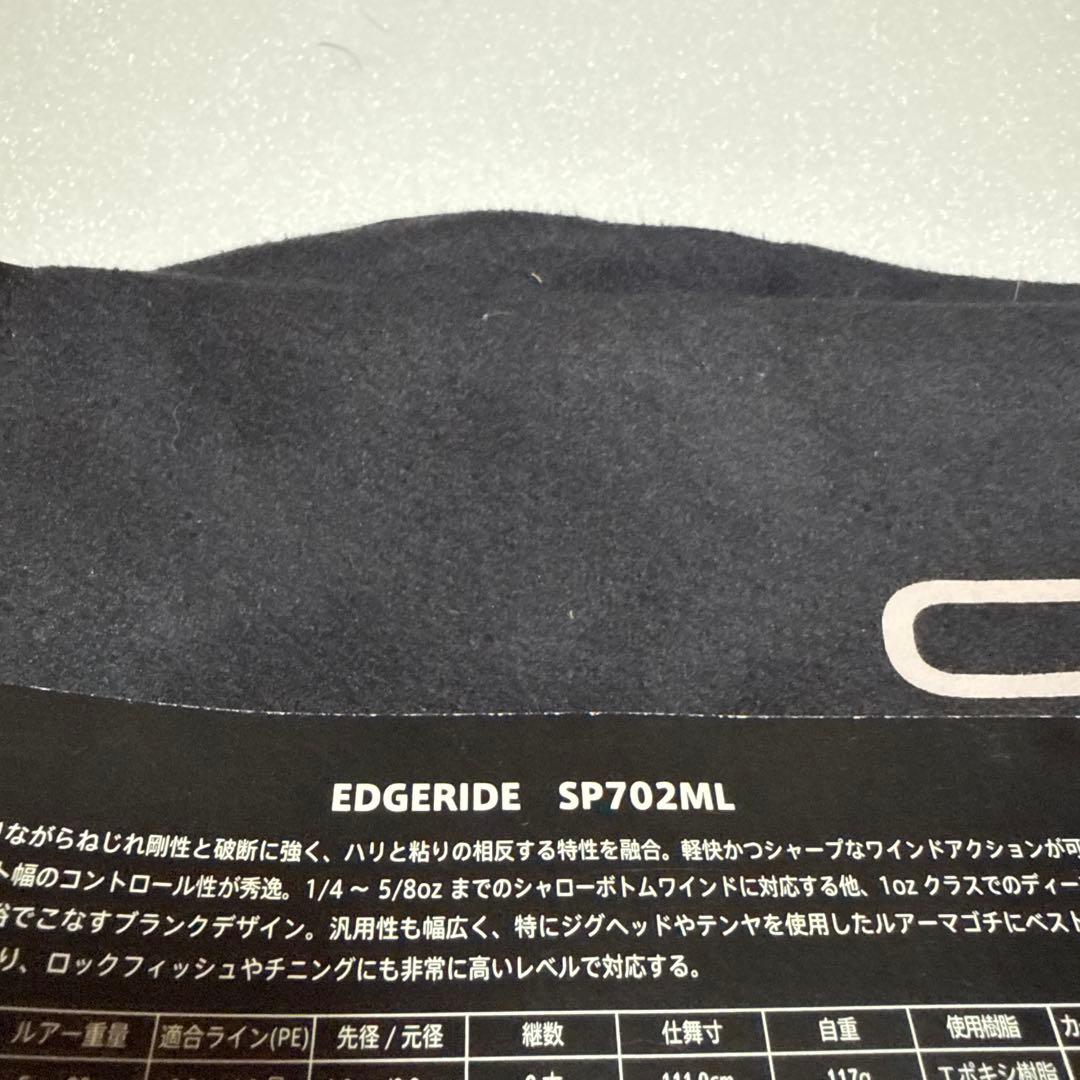 EDGERIDE SP702ML
ながらねじれ剛性と破断に強く、ハリと粘りの相反する特性を融合。軽快かつシャープなワインドアクションが可
ト幅のコントロール性が秀逸。1/4 ~ 5/8oz までのシャローボトムワインドに対応する他、1oz クラスでのディー
でこなすブランクデザイン。汎用性も幅広く、特にジグヘッドやテンヤを使用したルアーマゴチにベスト
り、ロックフィッシュやチニングにも非常に高いレベルで対応する。
ルアー重量 適合ライン(PE) 先径 / 元径 継数 仕舞寸 自重 使用樹脂 カ
111.0cm 117g エポキシ樹脂